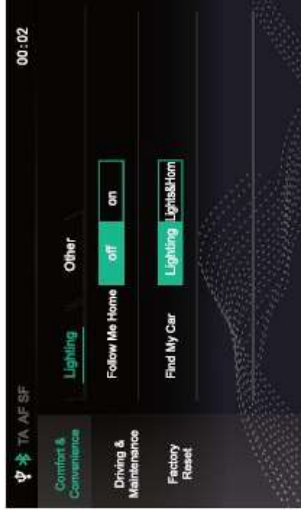 TA AF SF
00:02
Comfort &
Convenience
Driving &
Maintenance
Factory
Reset
Lighting
Other
Follow Me Home
off
on
Find My Car
Lighting
Lights&Horn